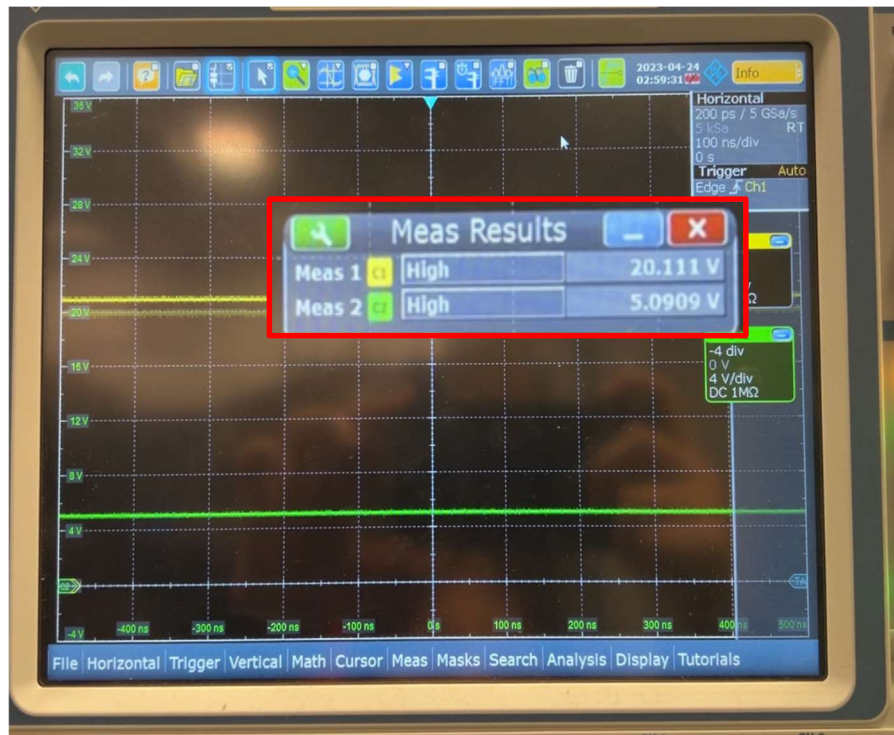 2023-04-24
02:59:31
Info
36 V
Horizontal
200 ps / 5 GSa/s
5 kSa RT
100 ns/div
0 s
Trigger Auto
Edge Ch1
32 V
28 V
24 V
20 V
16 V
12 V
8 V
4 V
-4 V
Meas Results
Meas 1 C1 High 20.111 V
Meas 2 C2 High 5.0909 V
-4 div
0 V
4 V/div
DC 1MΩ
TA
-400 ns -300 ns -200 ns -100 ns 0 s 100 ns 200 ns 300 ns 400 ns 500 ns
File Horizontal Trigger Vertical Math Cursor Meas Masks Search Analysis Display Tutorials